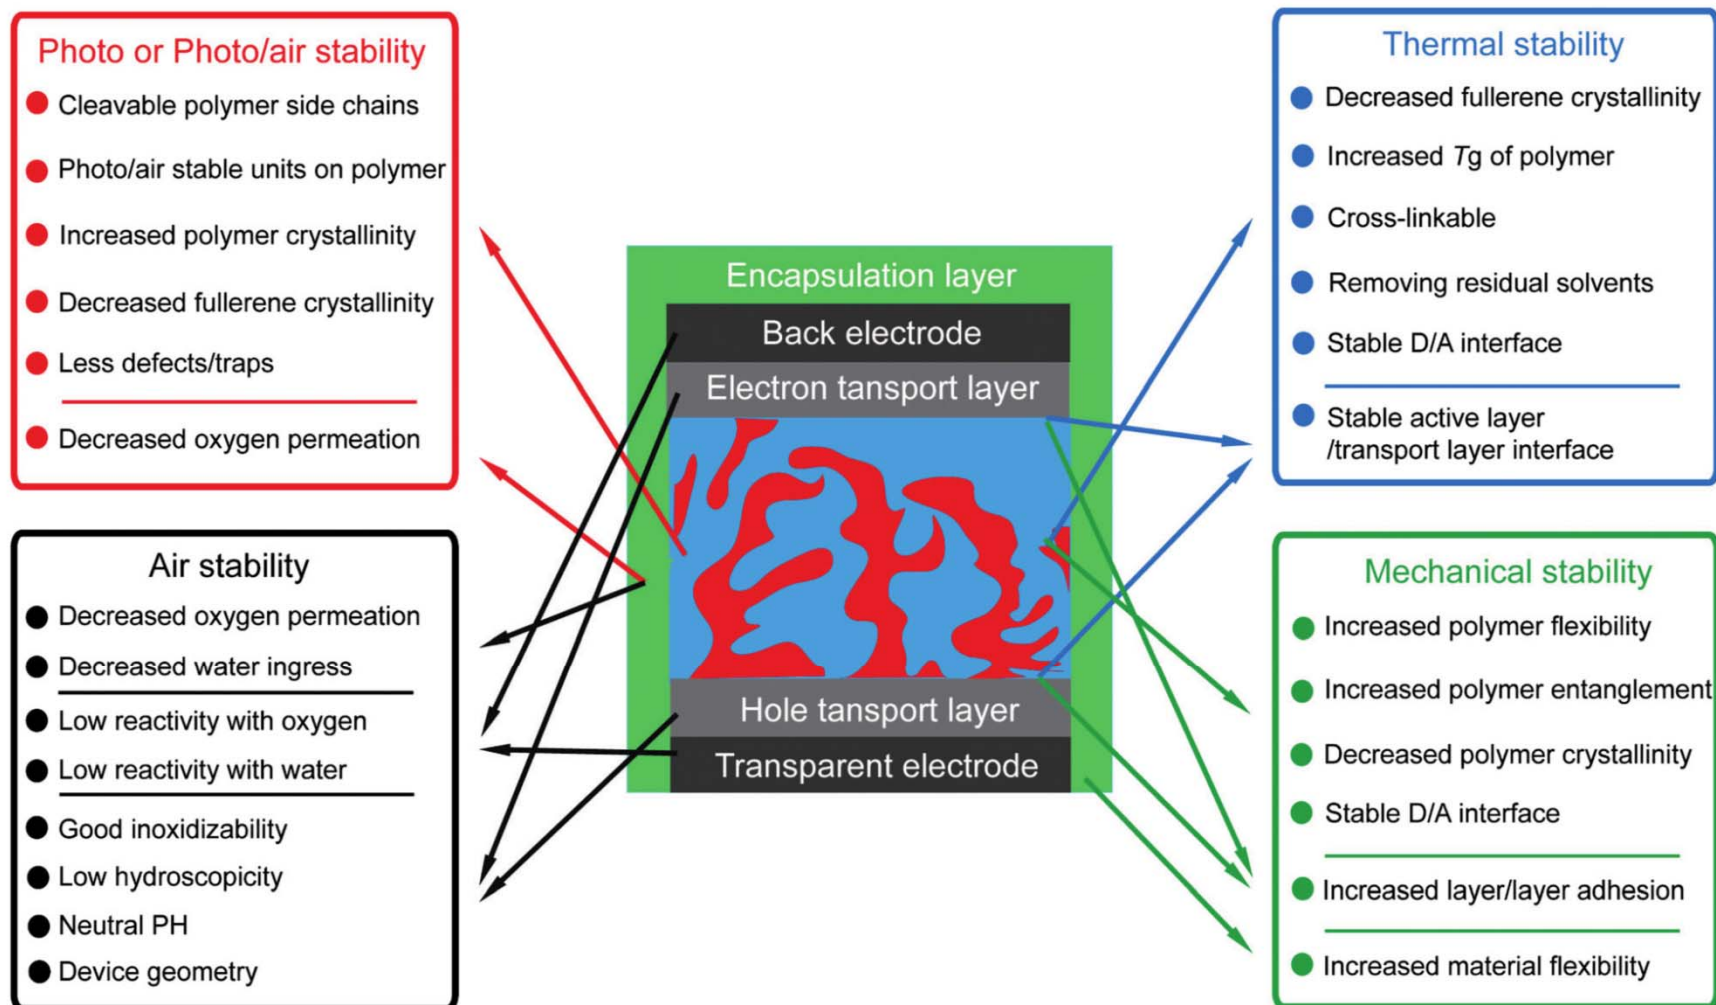 Photo or Photo/air stability
Cleavable polymer side chains
Photo/air stable units on polymer
Increased polymer crystallinity
Decreased fullerene crystallinity
Less defects/traps
Decreased oxygen permeation
Air stability
Decreased oxygen permeation
Decreased water ingress
Low reactivity with oxygen
Low reactivity with water
Good inoxidizability
Low hydroscopicity
Neutral PH
Device geometry
Encapsulation layer
Back electrode
Electron tansport layer
Hole tansport layer
Transparent electrode
Thermal stability
Decreased fullerene crystallinity
Increased Tg of polymer
Cross-linkable
Removing residual solvents
Stable D/A interface
Stable active layer
/transport layer interface
Mechanical stability
Increased polymer flexibility
Increased polymer entanglement
Decreased polymer crystallinity
Stable D/A interface
Increased layer/layer adhesion
Increased material flexibility